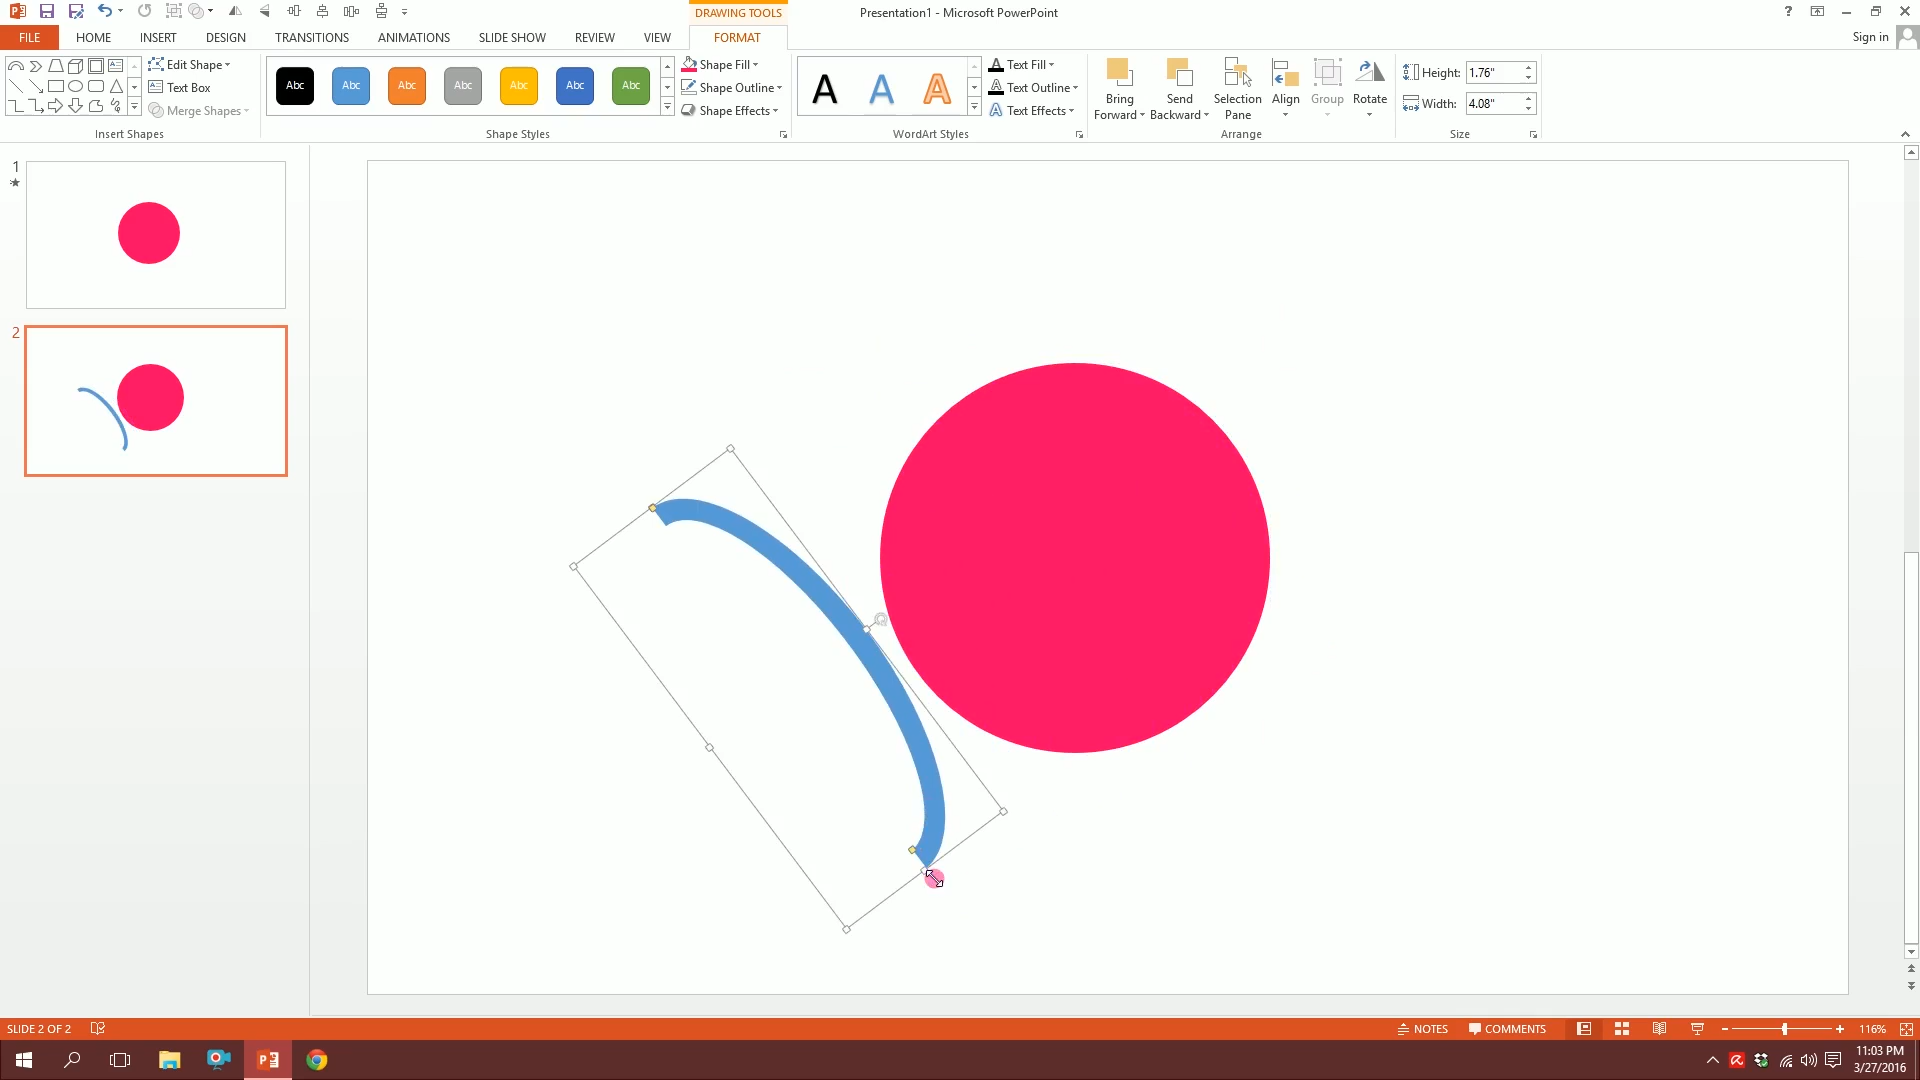 DRAWING TOOLS
Presentation1 - Microsoft PowerPoint
?
FILE
HOME
INSERT
DESIGN
TRANSITIONS
ANIMATIONS
SLIDE SHOW
REVIEW
VIEW
FORMAT
Sign in
Edit Shape
Text Box
Merge Shapes
Insert Shapes
Abc
Abc
Abc
Abc
Abc
Abc
Abc
Shape Fill
Shape Outline
Shape Effects
Shape Styles
A
A
A
Text Fill
Text Outline
Text Effects
WordArt Styles
Bring
Forward
Send
Backward
Selection
Pane
Align
Group
Rotate
Arrange
Height: 1.76"
Width: 4.08"
Size
1
2
SLIDE 2 OF 2
NOTES
COMMENTS
116%
11:03 PM
3/27/2016